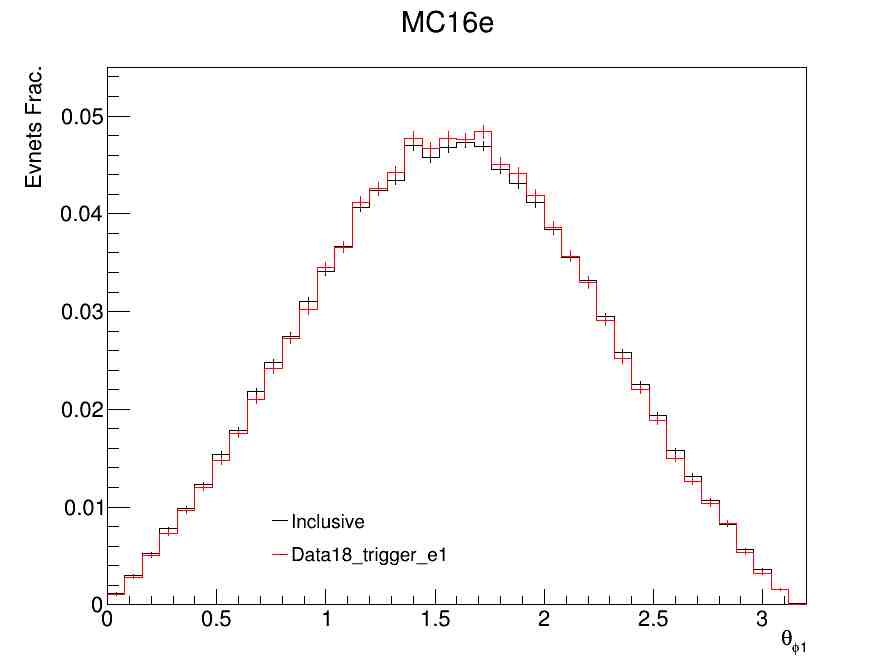 MC16e
Evnets Frac.
0.05
0.04
0.03
0.02
0.01
0
Inclusive
Data18_trigger_e1
0 0.5 1 1.5 2 2.5 3
θϕ1